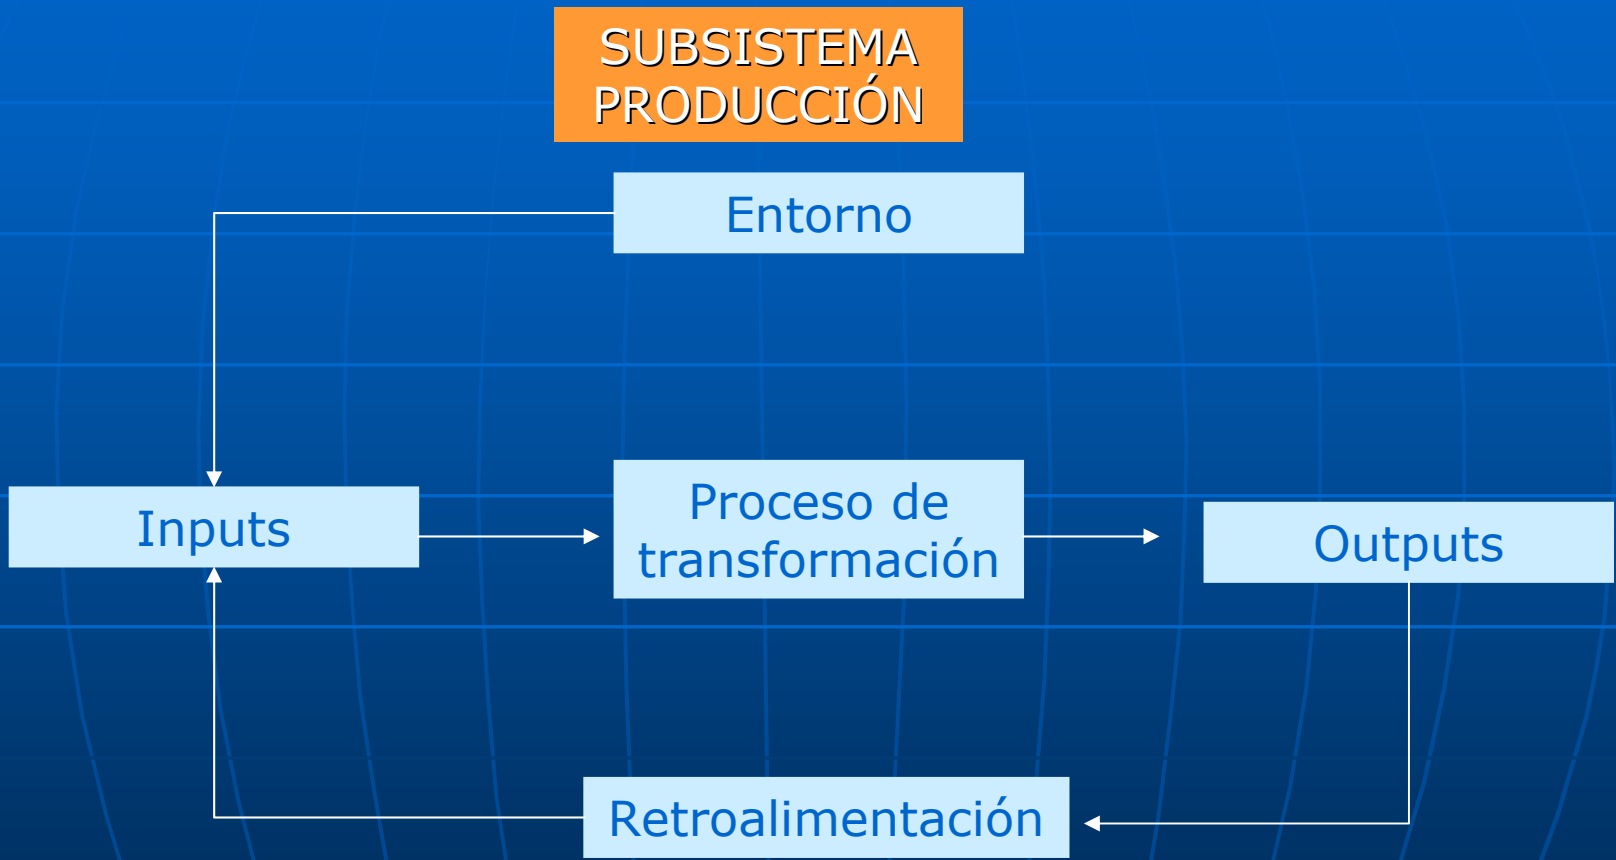 SUBSISTEMA
PRODUCCIÓN
Entorno
Inputs
Proceso de
transformación
Outputs
Retroalimentación